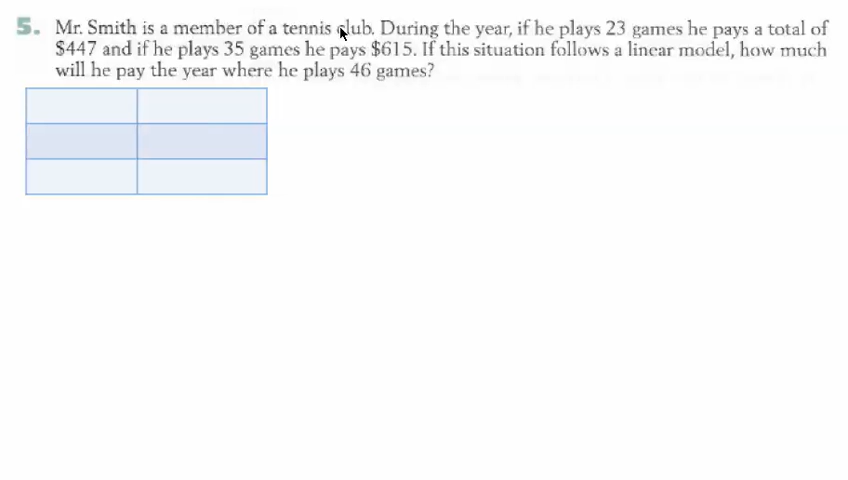 5. Mr. Smith is a member of a tennis club. During the year, if he plays 23 games he pays a total of
$447 and if he plays 35 games he pays $615. If this situation follows a linear model, how much
will he pay the year where he plays 46 games?